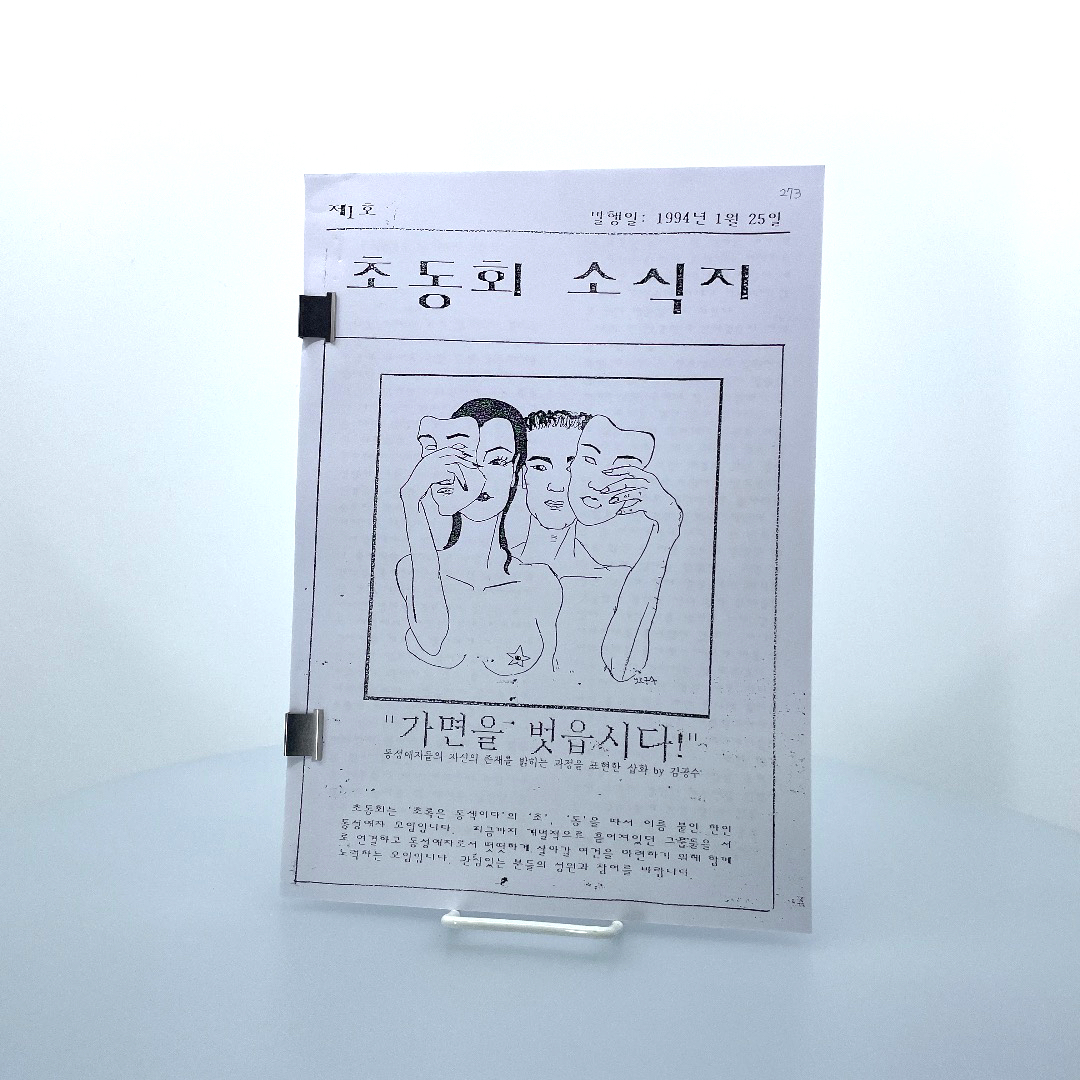 273
제1호
발행일: 1994년 1월 25일
초동회 소식지
"가면을 벗읍시다!"
동성애자들의 자신의 존재를 밝히는 과정을 표현한 삽화 by 김광수
초동회는 '초록은 동색이다'의 '초', '동'을 따서 이름 붙인 한인
동성애자 모임입니다. 지금까지 개별적으로 흩어져있던 그룹들을 서
로 연결하고 동성애자로서 떳떳하게 살아갈 여건을 마련하기 위해 함께
노력하는 모임입니다. 관심있는 분들의 성원과 참여를 바랍니다.